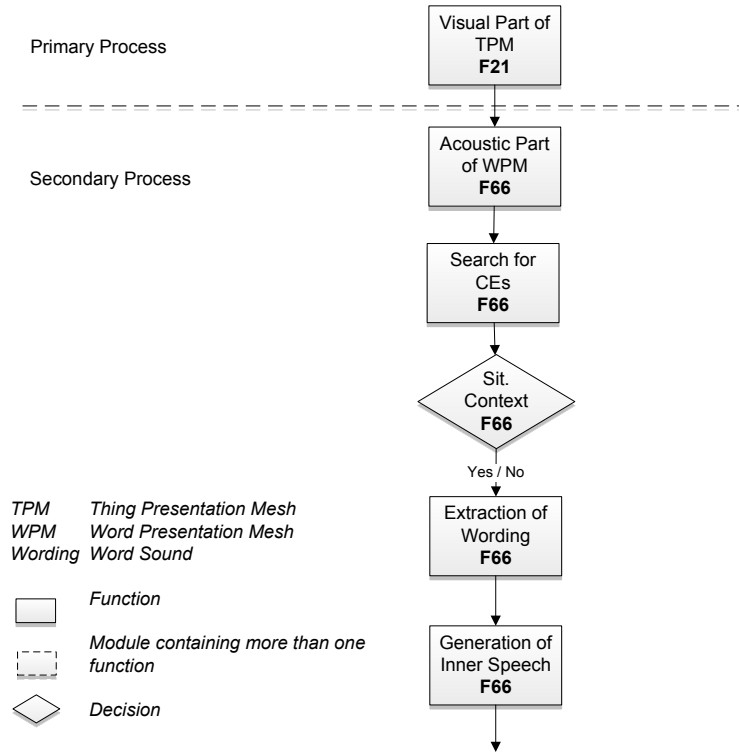 Visual Part of
TPM
F21
Primary Process
Acoustic Part
of WPM
F66
Secondary Process
Search for
CEs
F66
Sit.
Context
F66
Yes / No
Extraction of
Wording
F66
Generation of
Inner Speech
F66
TPM Thing Presentation Mesh
WPM Word Presentation Mesh
Wording Word Sound
Function
Module containing more than one
function
Decision